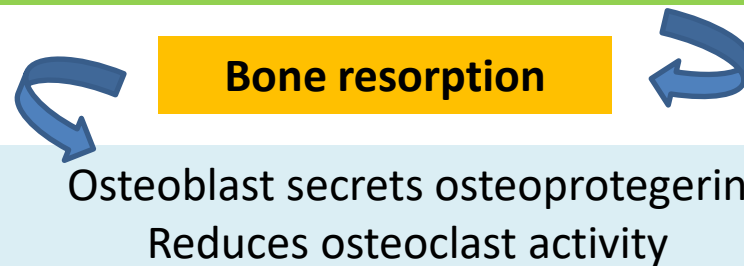 Bone resorption
Osteoblast secrets osteoprotegerin
Reduces osteoclast activity